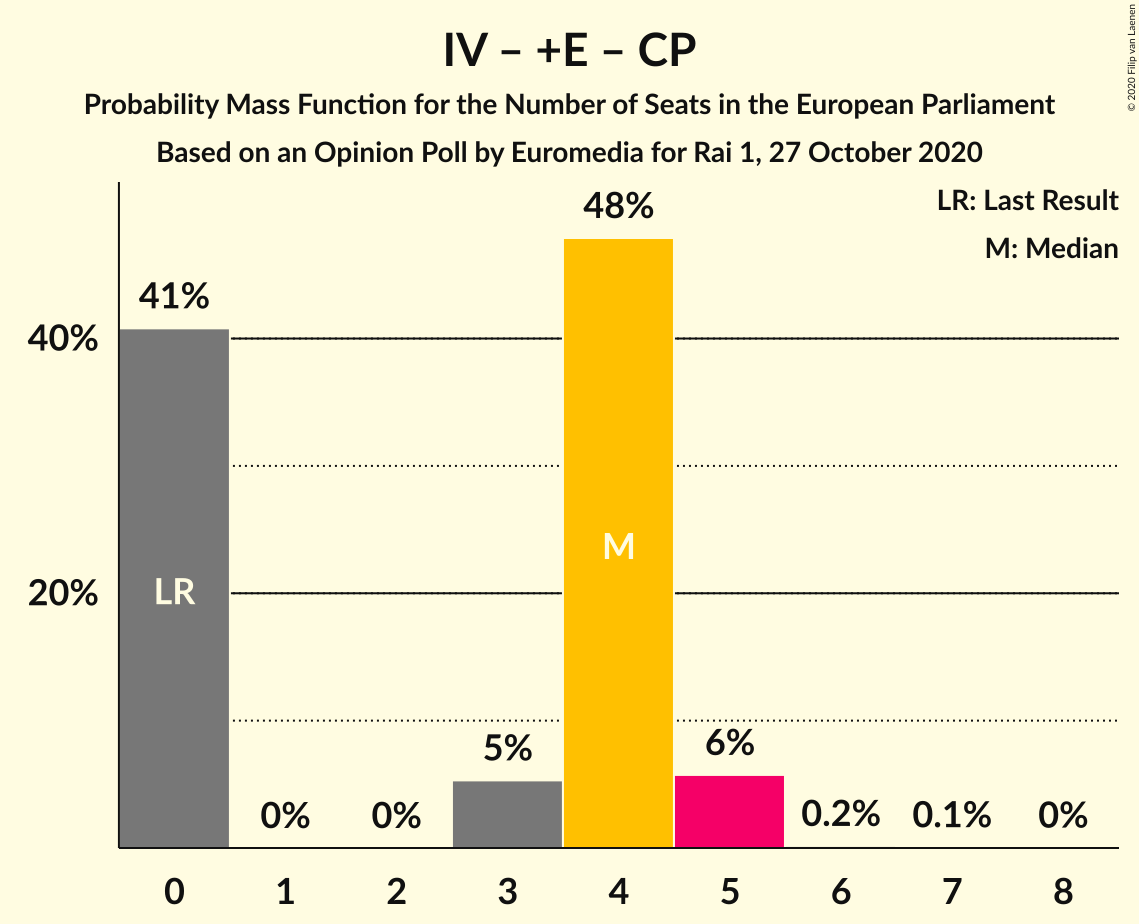 IV – +E – CP
Probability Mass Function for the Number of Seats in the European Parliament
Based on an Opinion Poll by Euromedia for Rai 1, 27 October 2020
© 2020 Filip van Laenen
LR: Last Result
M: Median
48%
41%
40%
M
LR
20%
5%
6%
0%
0%
0.2%
0.1%
0%
0 1 2 3 4 5 6 7 8